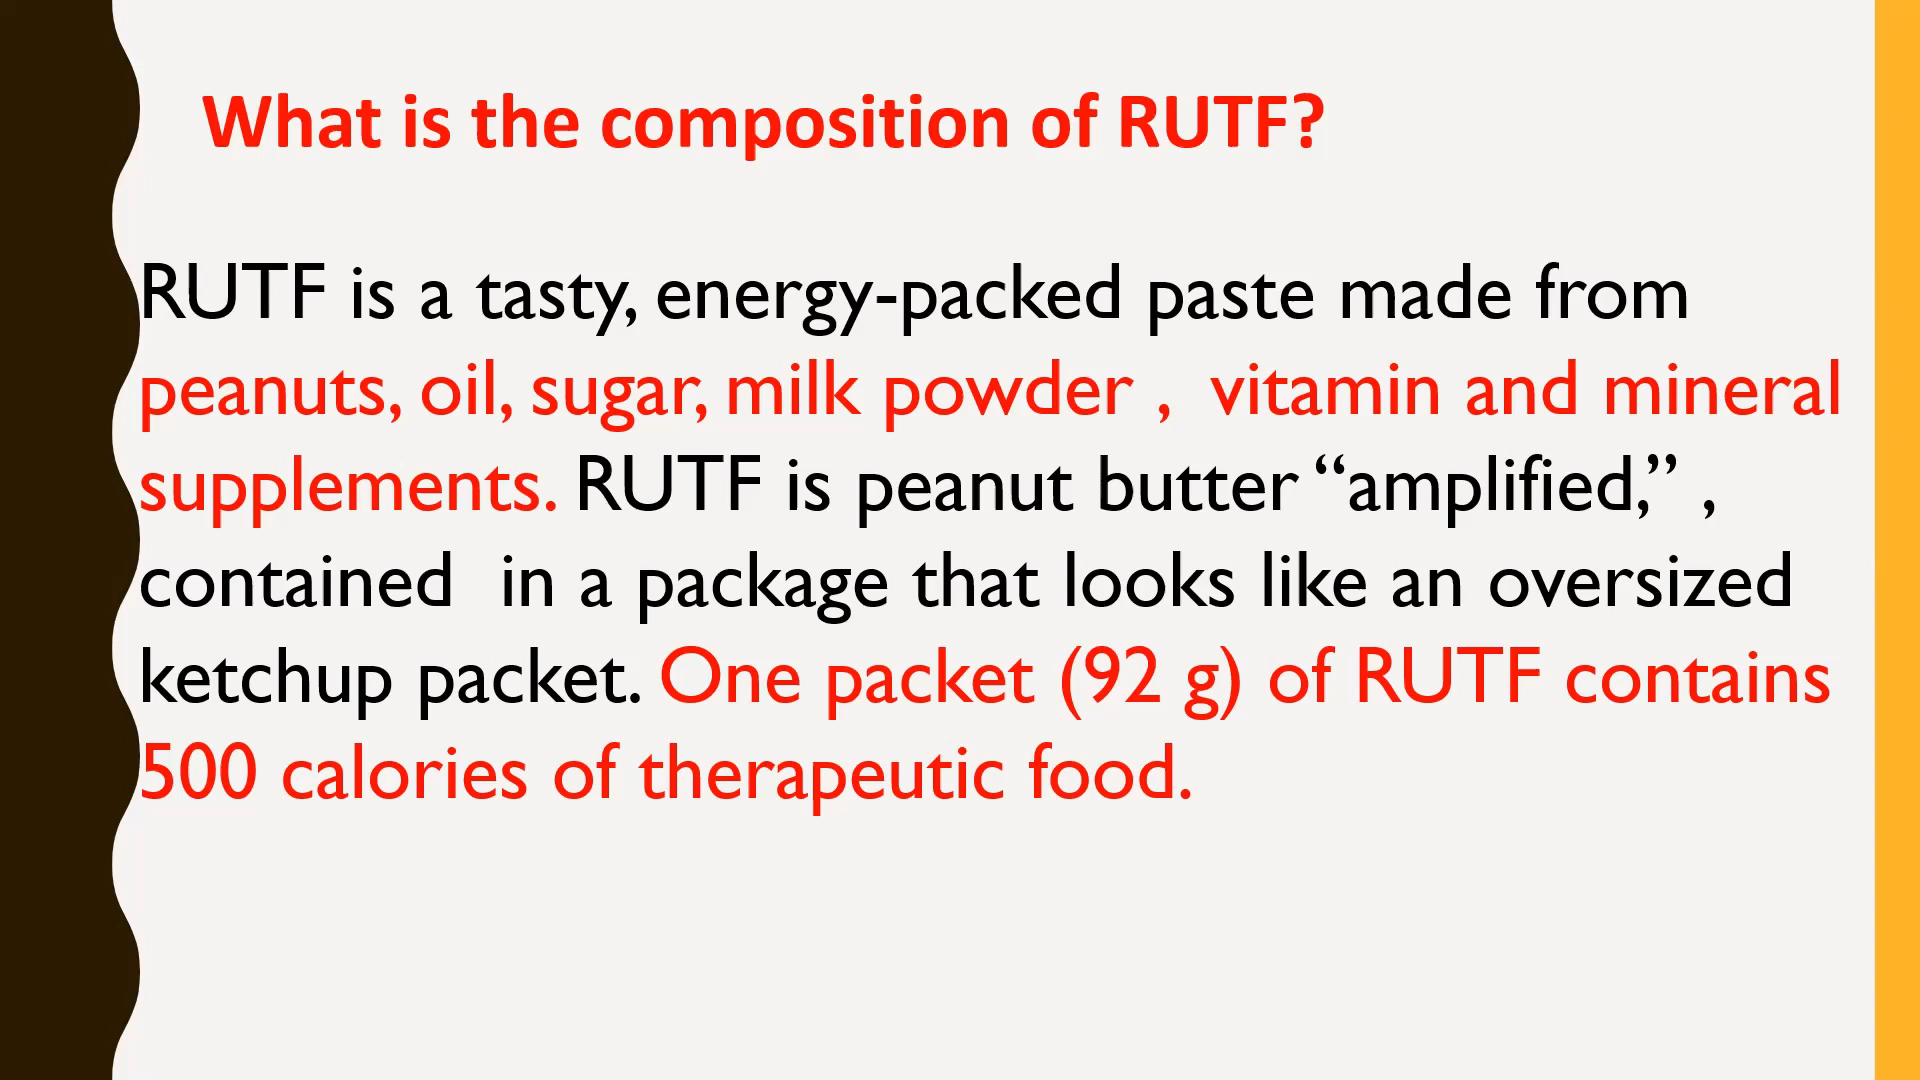 What is the composition of RUTF?
RUTF is a tasty, energy-packed paste made from
peanuts, oil, sugar, milk powder ,  vitamin and mineral
supplements. RUTF is peanut butter “amplified,” ,
contained  in a package that looks like an oversized
ketchup packet. One packet (92 g) of RUTF contains
500 calories of therapeutic food.